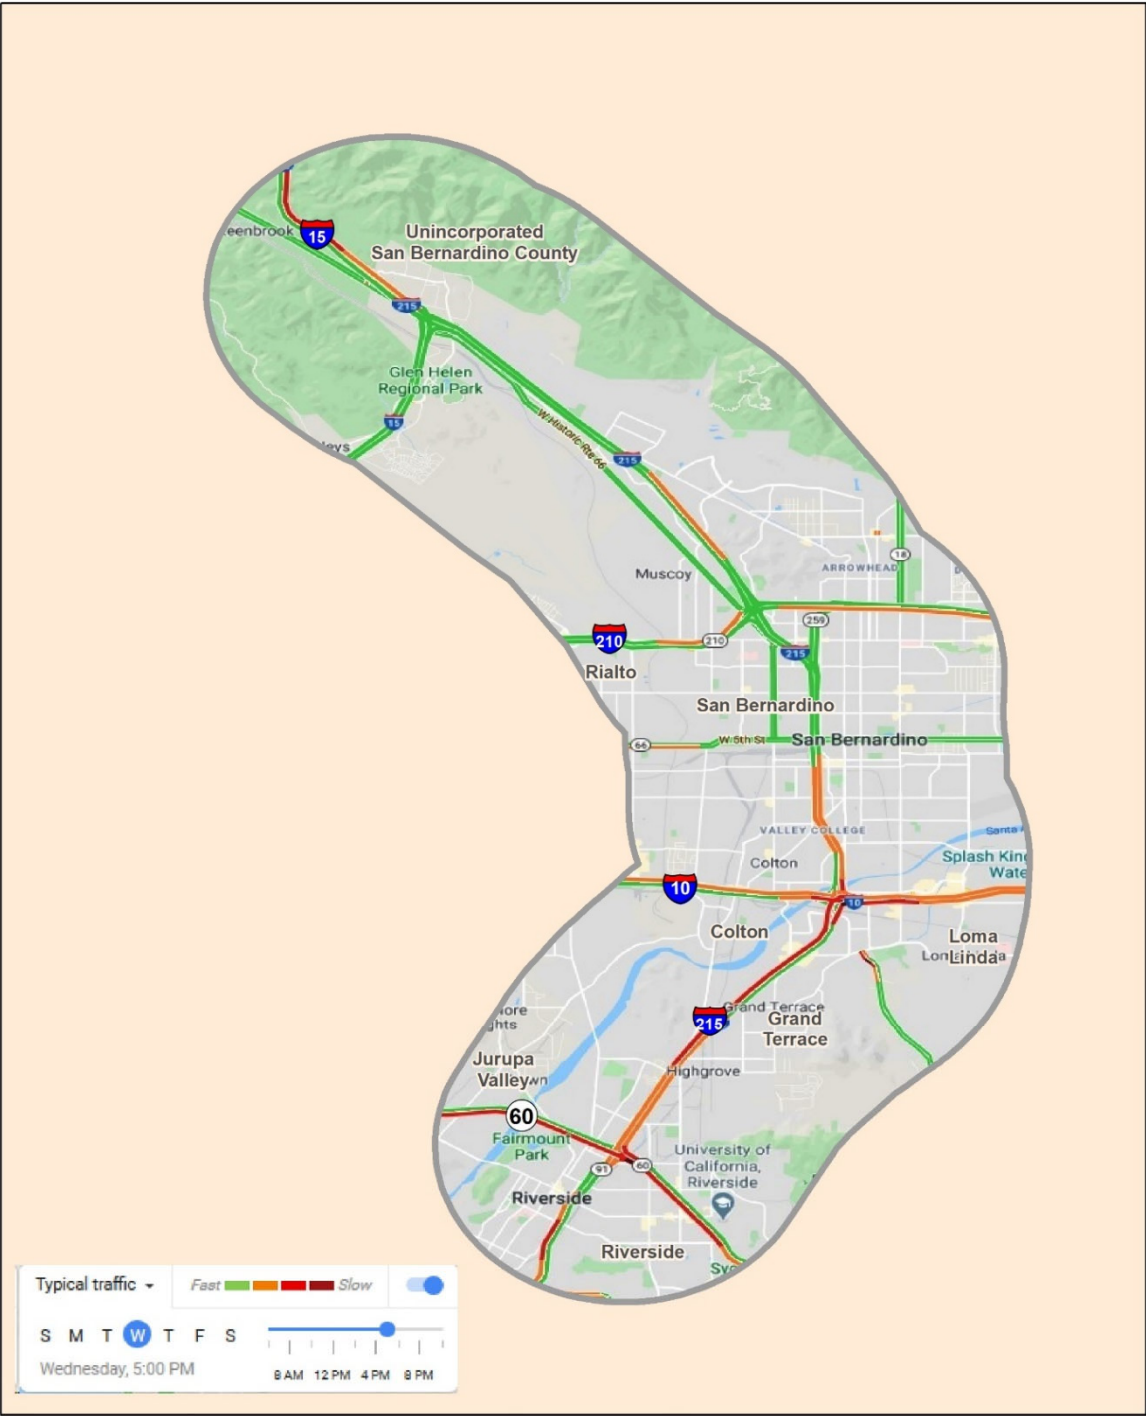 eenbrook
15
Unincorporated
San Bernardino County
215
Glen Helen
Regional Park
15
eys
W Historic Rte 66
215
18
ARROWHEAD
Muscoy
259
210
210
215
Rialto
San Bernardino
66
W 5th St
San Bernardino
VALLEY COLLEGE
Santa
Colton
Splash King
Wate
10
10
Colton
Loma
Linda
Grand Terrace
215
Grand
Terrace
ghts
Jurupa
Valley
Highgrove
60
Fairmount
Park
University of
California,
Riverside
91
60
Riverside
Riverside
Typical traffic
Fast
Slow
S M T W T F S
Wednesday, 5:00 PM
8 AM 12 PM 4 PM 8 PM